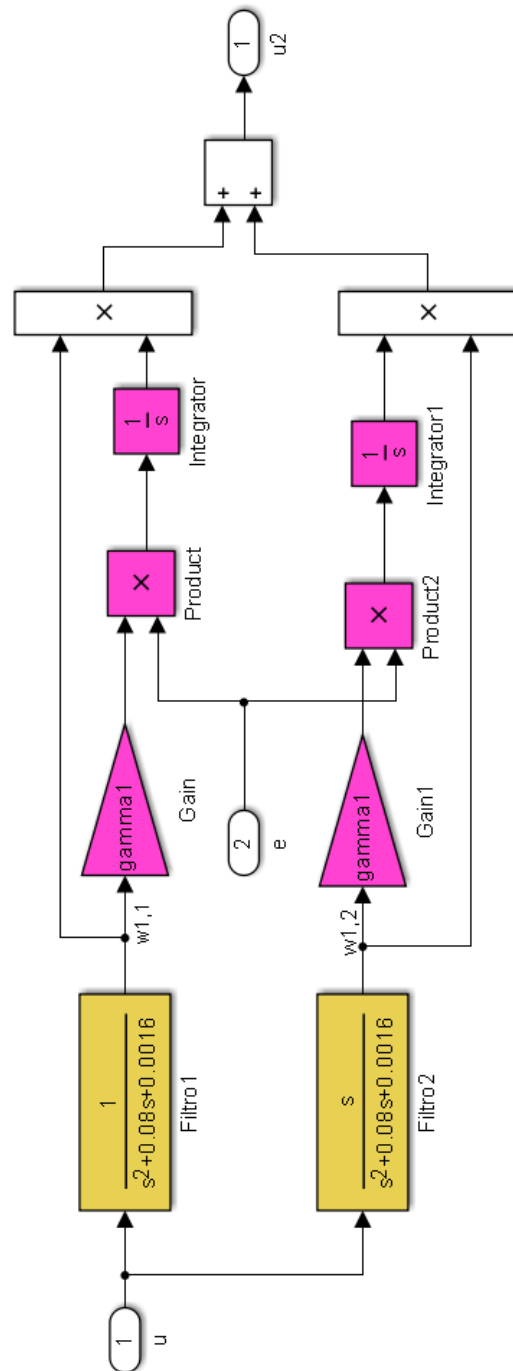 1
u
1
s²+0.08s+0.0016
Filtro1
s
s²+0.08s+0.0016
Filtro2
w1,1
w1,2
gamma1
Gain
2
e
gamma1
Gain1
×
Product
×
Product2
1
s
Integrator
1
s
Integrator1
×
×
+
+
1
u2